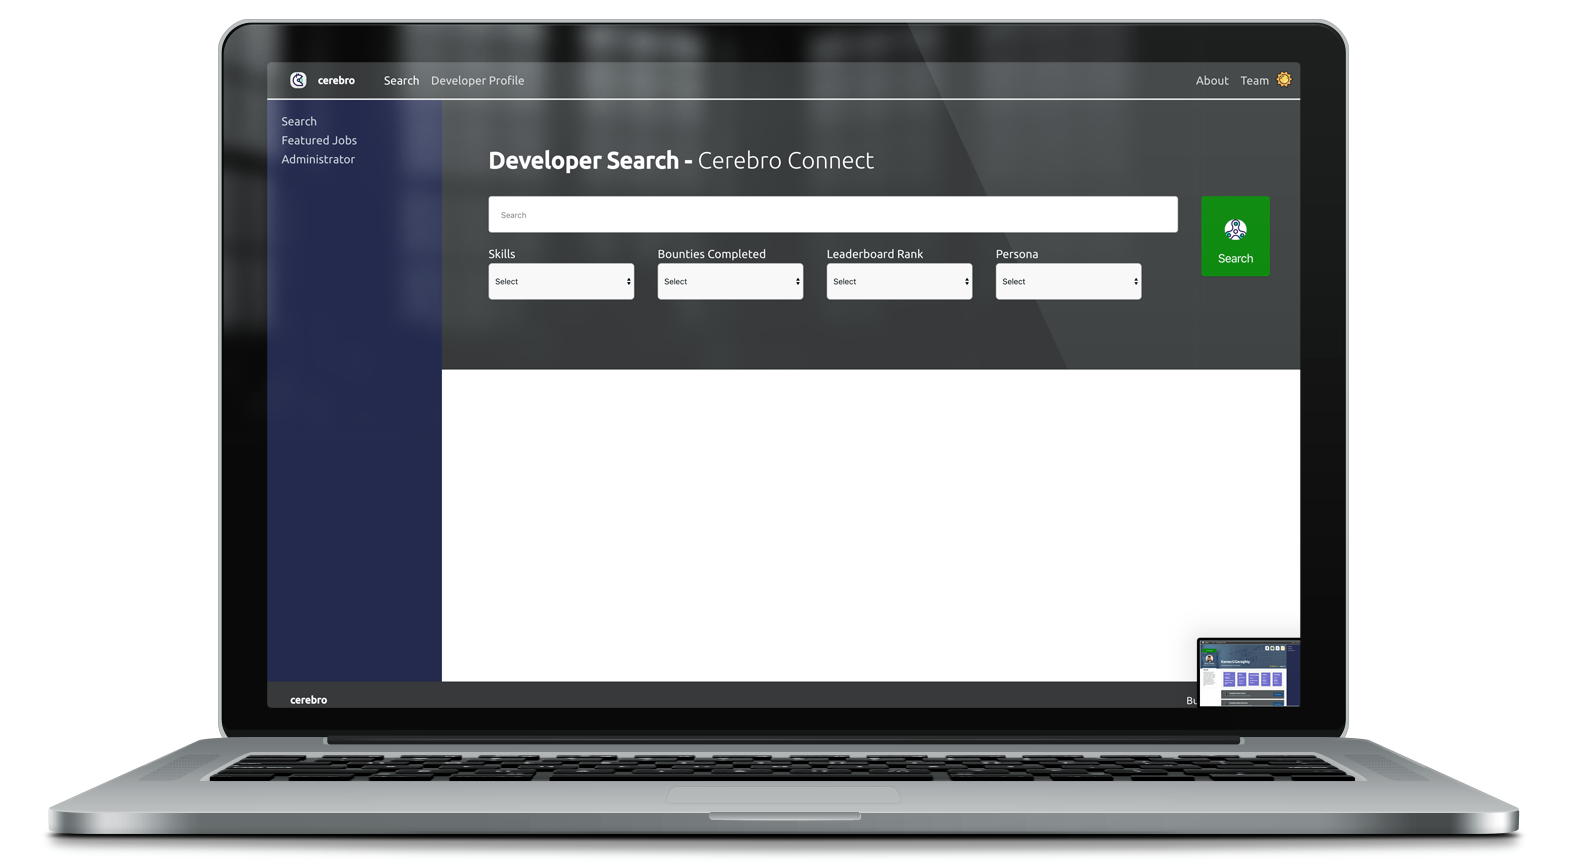 cerebro Search Developer Profile About Team
Search
Featured Jobs
Administrator
Developer Search - Cerebro Connect
Search
Search
Skills Bounties Completed Leaderboard Rank Persona
Select Select Select Select
cerebro Bu